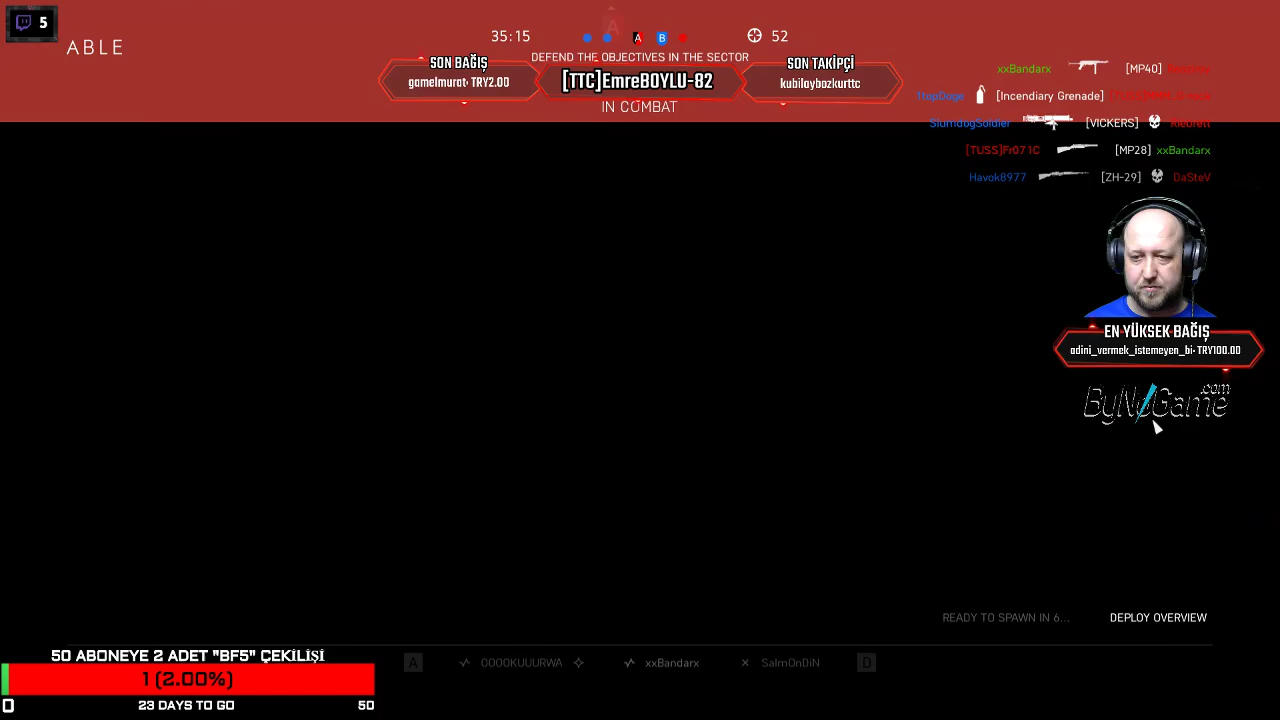 5
ABLE
35:15
A
B
52
DEFEND THE OBJECTIVES IN THE SECTOR
SON BAĞIŞ
gamelmurat· TRY2.00
[TTC]EmreBOYLU-82
SON TAKİPÇİ
kubilaybozkurttc
IN COMBAT
xxBandarx [MP40]
1tapDoge [Incendiary Grenade]
SlumdogSoldier [VICKERS]
[TUSS]Fr071C [MP28] xxBandarx
Havok8977 [ZH-29] DaSteV
EN YÜKSEK BAĞIŞ
adini_vermek_istemeyen_bi· TRY100.00
ByNoGame.com
READY TO SPAWN IN 6... DEPLOY OVERVIEW
A OOOOKUUURWA xxBandarx SalmOnDiN D
50 ABONEYE 2 ADET "BF5" ÇEKİLİŞİ
1 (2.00%)
0 23 DAYS TO GO 50